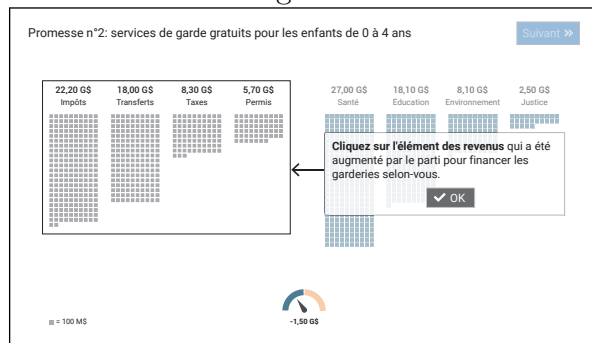 Promesse n°2: services de garde gratuits pour les enfants de 0 à 4 ans
Suivant »
22,20 G$ 18,00 G$ 8,30 G$ 5,70 G$ 27,00 G$ 18,10 G$ 8,10 G$ 2,50 G$
Impôts Transferts Taxes Permis Santé Éducation Environnement Justice
Cliquez sur l'élément des revenus qui a été
augmenté par le parti pour financer les
garderies selon-vous.
✔ OK
= 100 M$
-1,50 G$